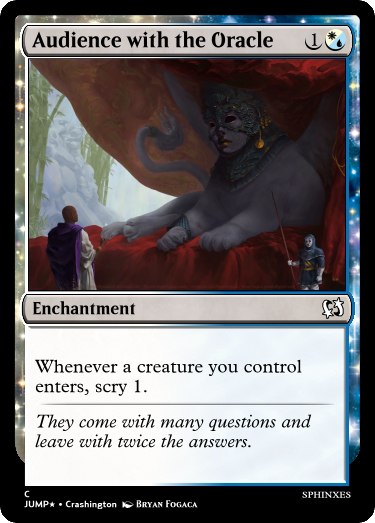 Audience with the Oracle 1
Enchantment
Whenever a creature you control
enters, scry 1.
They come with many questions and
leave with twice the answers.
C
JUMP★ • Crashington Bryan Fogaca
SPHINXES